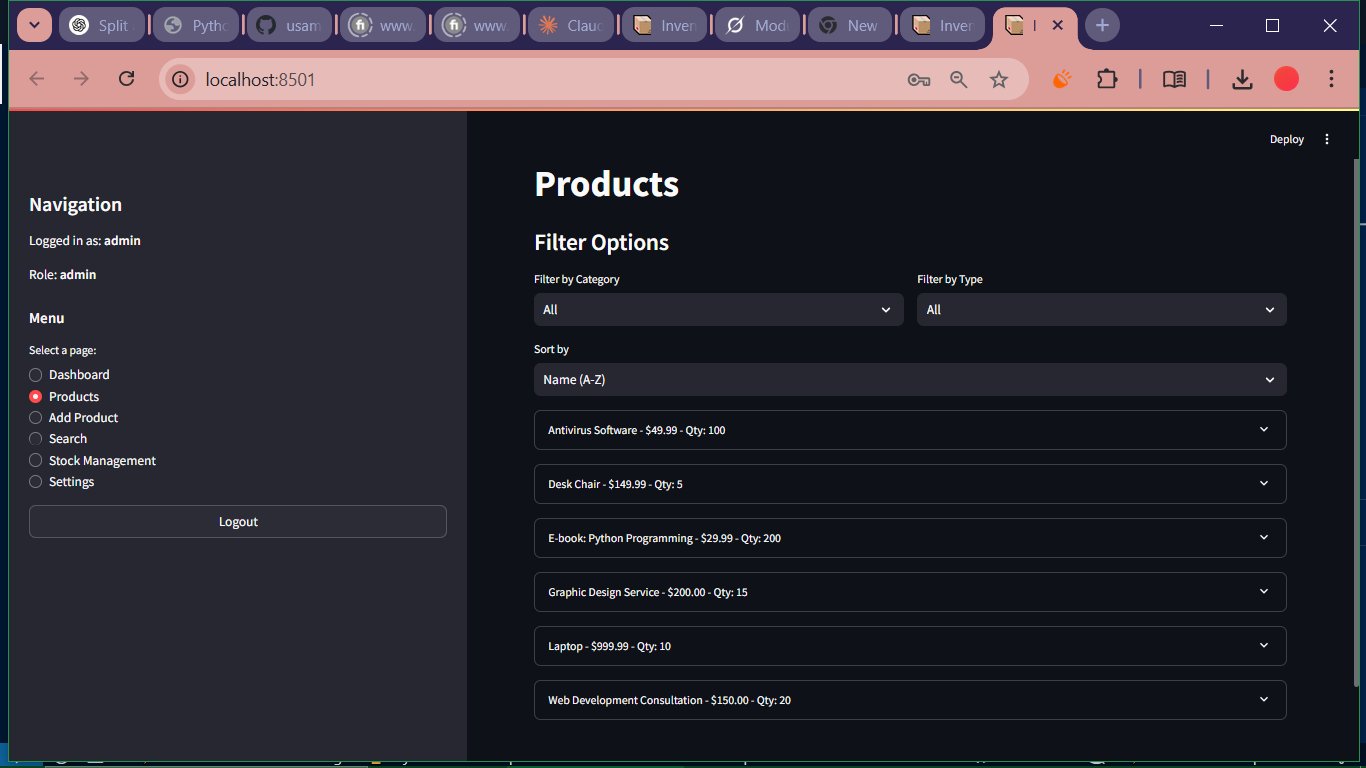 Split
Pytho
usam
www.
www.
Claud
Inven
Modu
New
Inver
localhost:8501
Deploy
Navigation
Logged in as: admin
Role: admin
Menu
Select a page:
Dashboard
Products
Add Product
Search
Stock Management
Settings
Logout
Products
Filter Options
Filter by Category
Filter by Type
All
All
Sort by
Name (A-Z)
Antivirus Software - $49.99 - Qty: 100
Desk Chair - $149.99 - Qty: 5
E-book: Python Programming - $29.99 - Qty: 200
Graphic Design Service - $200.00 - Qty: 15
Laptop - $999.99 - Qty: 10
Web Development Consultation - $150.00 - Qty: 20